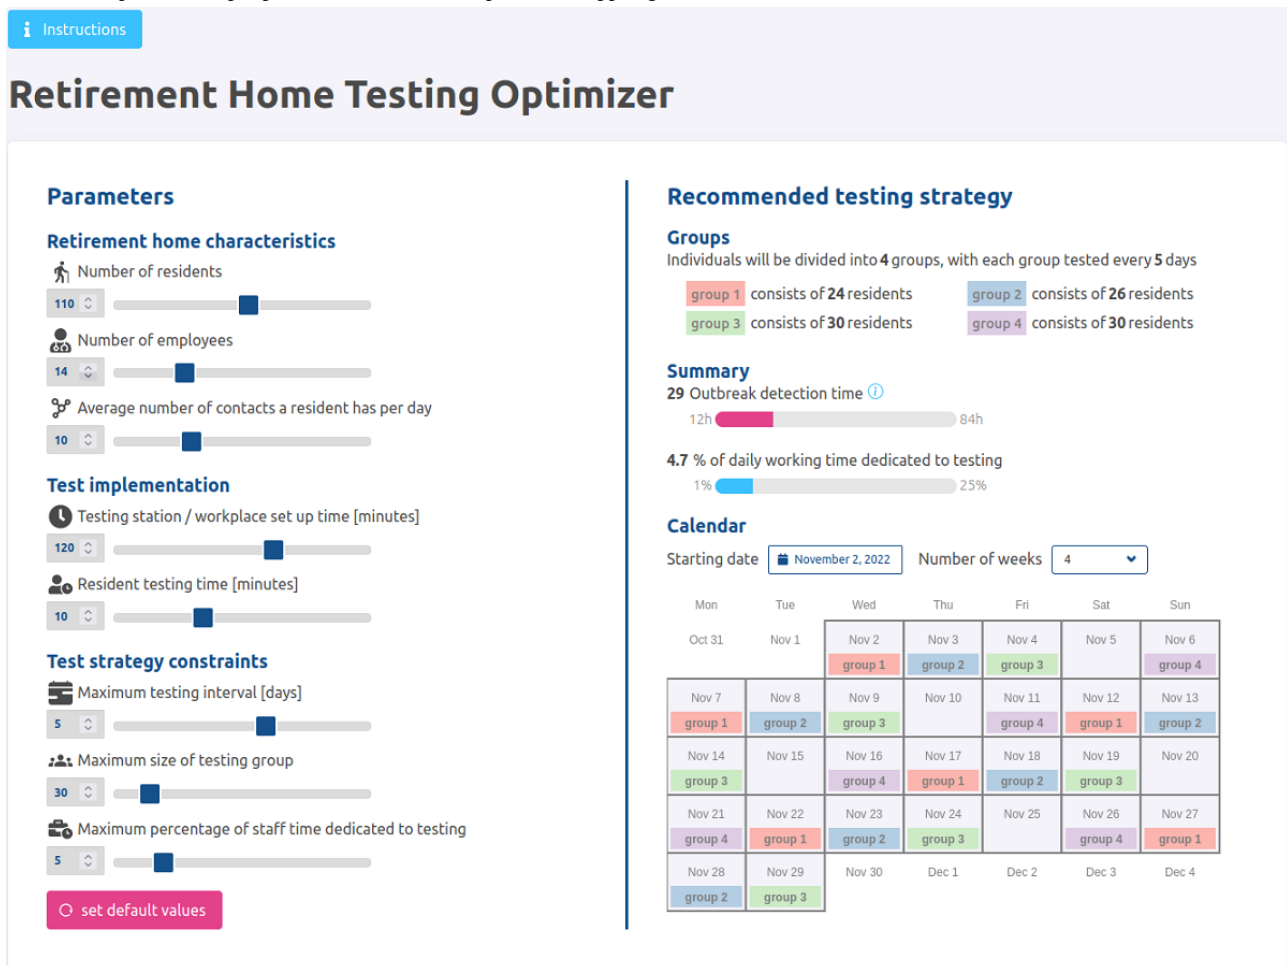 Instructions
Retirement Home Testing Optimizer
Parameters
Retirement home characteristics
Number of residents
110
Number of employees
14
Average number of contacts a resident has per day
10
Test implementation
Testing station / workplace set up time [minutes]
120
Resident testing time [minutes]
10
Test strategy constraints
Maximum testing interval [days]
5
Maximum size of testing group
30
Maximum percentage of staff time dedicated to testing
5
set default values
Recommended testing strategy
Groups
Individuals will be divided into 4 groups, with each group tested every 5 days
group 1 consists of 24 residents group 2 consists of 26 residents
group 3 consists of 30 residents group 4 consists of 30 residents
Summary
29 Outbreak detection time
12h 84h
4.7 % of daily working time dedicated to testing
1% 25%
Calendar
Starting date November 2, 2022 Number of weeks 4
Mon Tue Wed Thu Fri Sat Sun
Oct 31 Nov 1 Nov 2 Nov 3 Nov 4 Nov 5 Nov 6
group 1 group 2 group 3 group 4
Nov 7 Nov 8 Nov 9 Nov 10 Nov 11 Nov 12 Nov 13
group 1 group 2 group 3 group 4 group 1 group 2
Nov 14 Nov 15 Nov 16 Nov 17 Nov 18 Nov 19 Nov 20
group 3 group 4 group 1 group 2 group 3
Nov 21 Nov 22 Nov 23 Nov 24 Nov 25 Nov 26 Nov 27
group 4 group 1 group 2 group 3 group 4 group 1
Nov 28 Nov 29 Nov 30 Dec 1 Dec 2 Dec 3 Dec 4
group 2 group 3